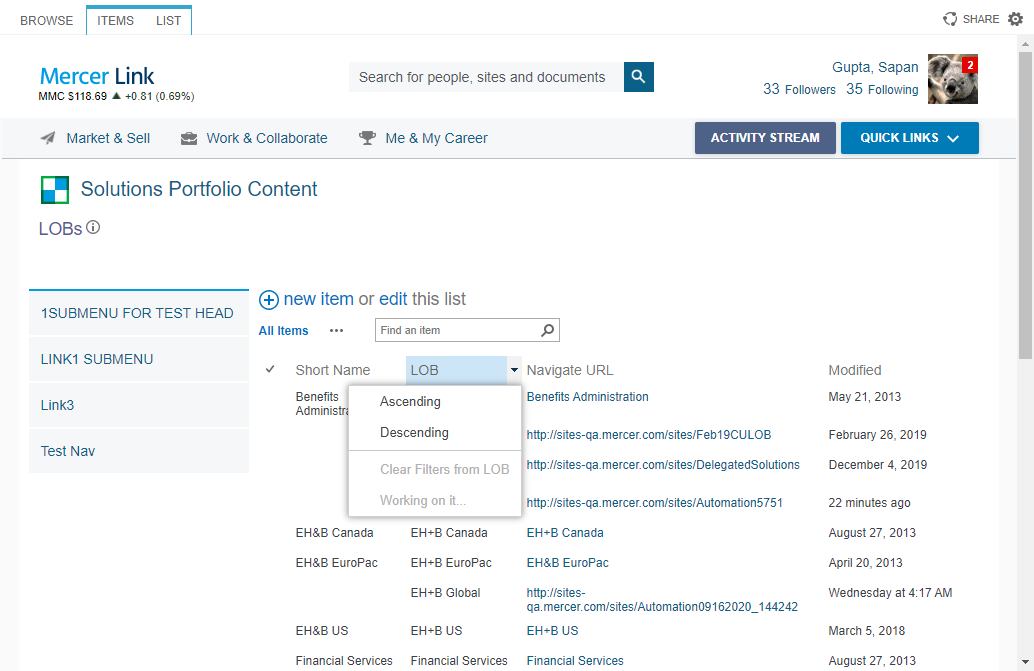 BROWSE ITEMS LIST SHARE
Mercer Link
MMC $118.69 ▲ +0.81 (0.69%)
Search for people, sites and documents
Gupta, Sapan
33 Followers 35 Following
2
Market & Sell Work & Collaborate Me & My Career ACTIVITY STREAM QUICK LINKS
Solutions Portfolio Content
LOBs
1SUBMENU FOR TEST HEAD
LINK1 SUBMENU
Link3
Test Nav
new item or edit this list
All Items ••• Find an item
Short Name LOB Navigate URL Modified
Benefits Benefits Administration May 21, 2013
Administra
Ascending
Descending
Clear Filters from LOB
Working on it...
http://sites-qa.mercer.com/sites/Feb19CULOB February 26, 2019
http://sites-qa.mercer.com/sites/DelegatedSolutions December 4, 2019
http://sites-qa.mercer.com/sites/Automation5751 22 minutes ago
EH&B Canada EH+B Canada EH+B Canada August 27, 2013
EH&B EuroPac EH+B EuroPac EH&B EuroPac April 20, 2013
EH+B Global http://sites- Wednesday at 4:17 AM
qa.mercer.com/sites/Automation09162020_144242
EH&B US EH+B US EH+B US March 5, 2018
Financial Services Financial Services Financial Services August 27, 2013